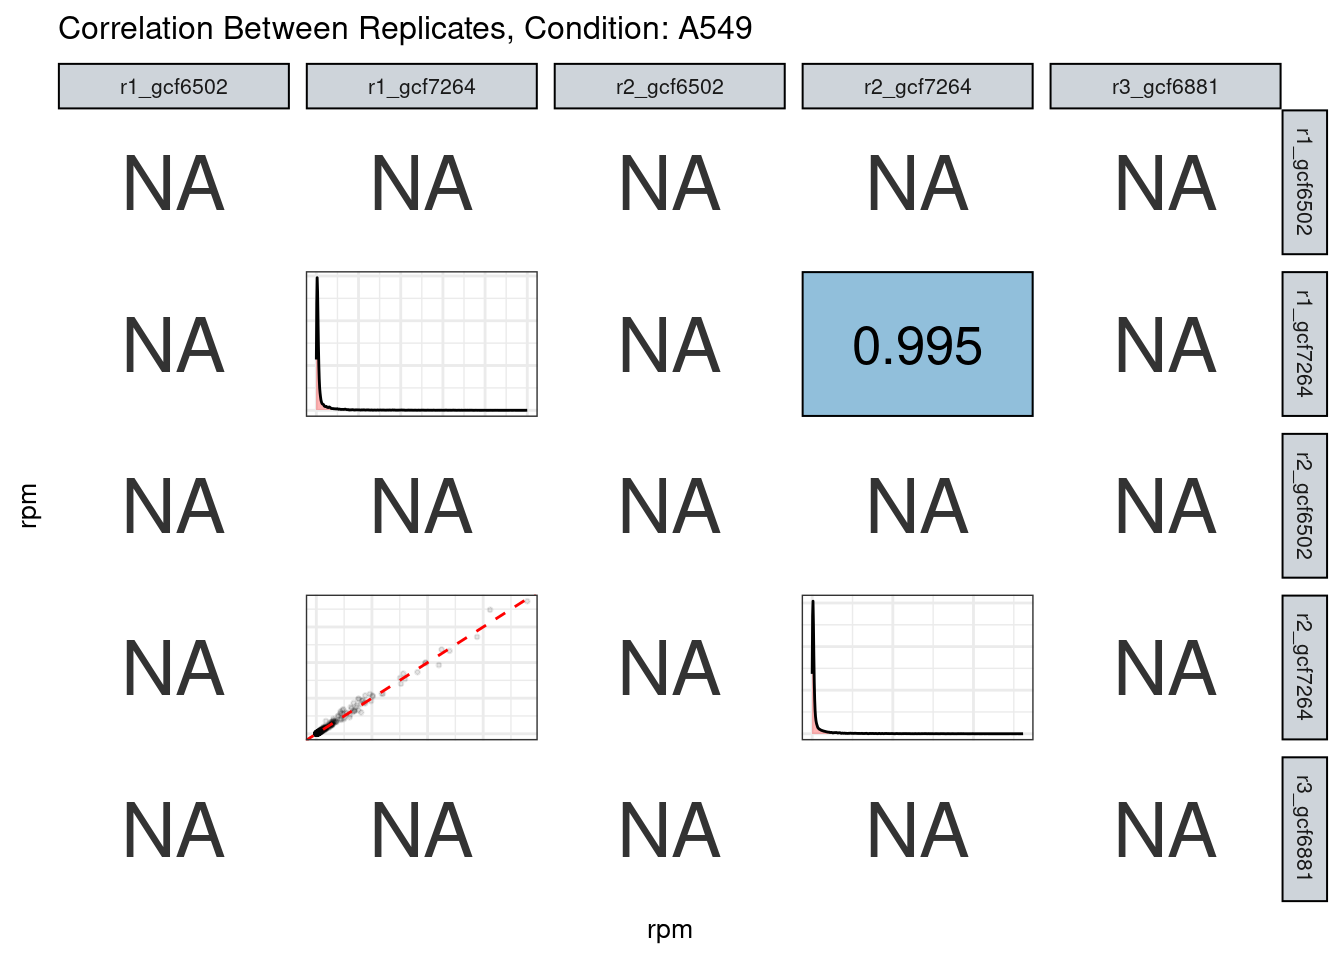 Correlation Between Replicates, Condition: A549
r1_gcf6502 r1_gcf7264 r2_gcf6502 r2_gcf7264 r3_gcf6881
NA NA NA NA NA r1_gcf6502
NA NA 0.995 NA r1_gcf7264
NA NA NA NA NA r2_gcf6502
rpm
NA NA NA r2_gcf7264
NA NA NA NA NA r3_gcf6881
rpm